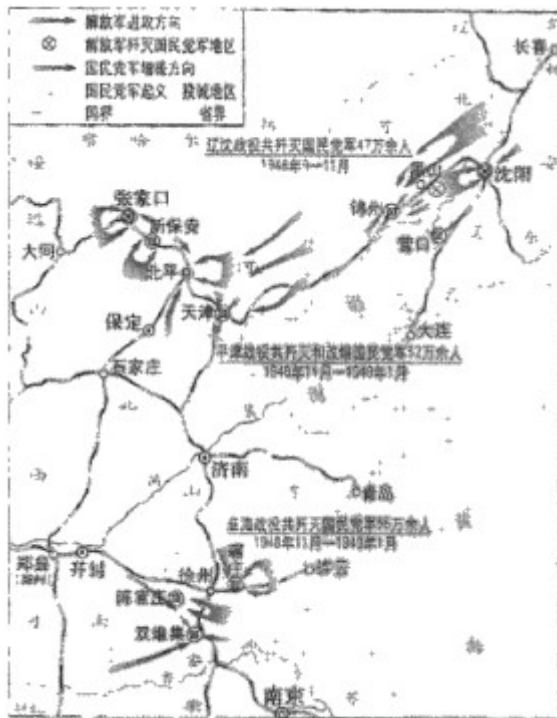 解放军进攻方向
解放军歼灭国民党军地区
国民党军增援方向
国民党军起义 投诚地区
国界 省界
长春
辽沈战役共歼灭国民党军47万余人
1948年9—11月
沈阳
锦州
营口
张家口
新保安
大同
北平
天津
保定
大连
平津战役共歼灭和改编国民党军52万余人
1948年11月—1949年1月
石家庄
济南
青岛
淮海战役共歼灭国民党军55万余人
1948年11月—1949年1月
开封
徐州
陈官庄
双堆集
南京